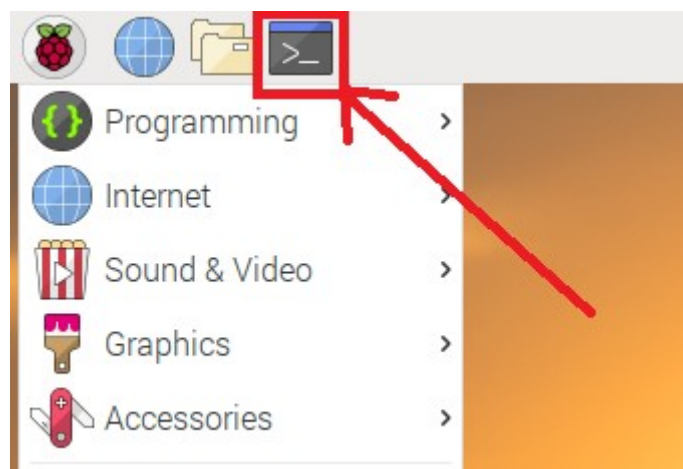 >_
Programming
Internet
Sound & Video
Graphics
Accessories